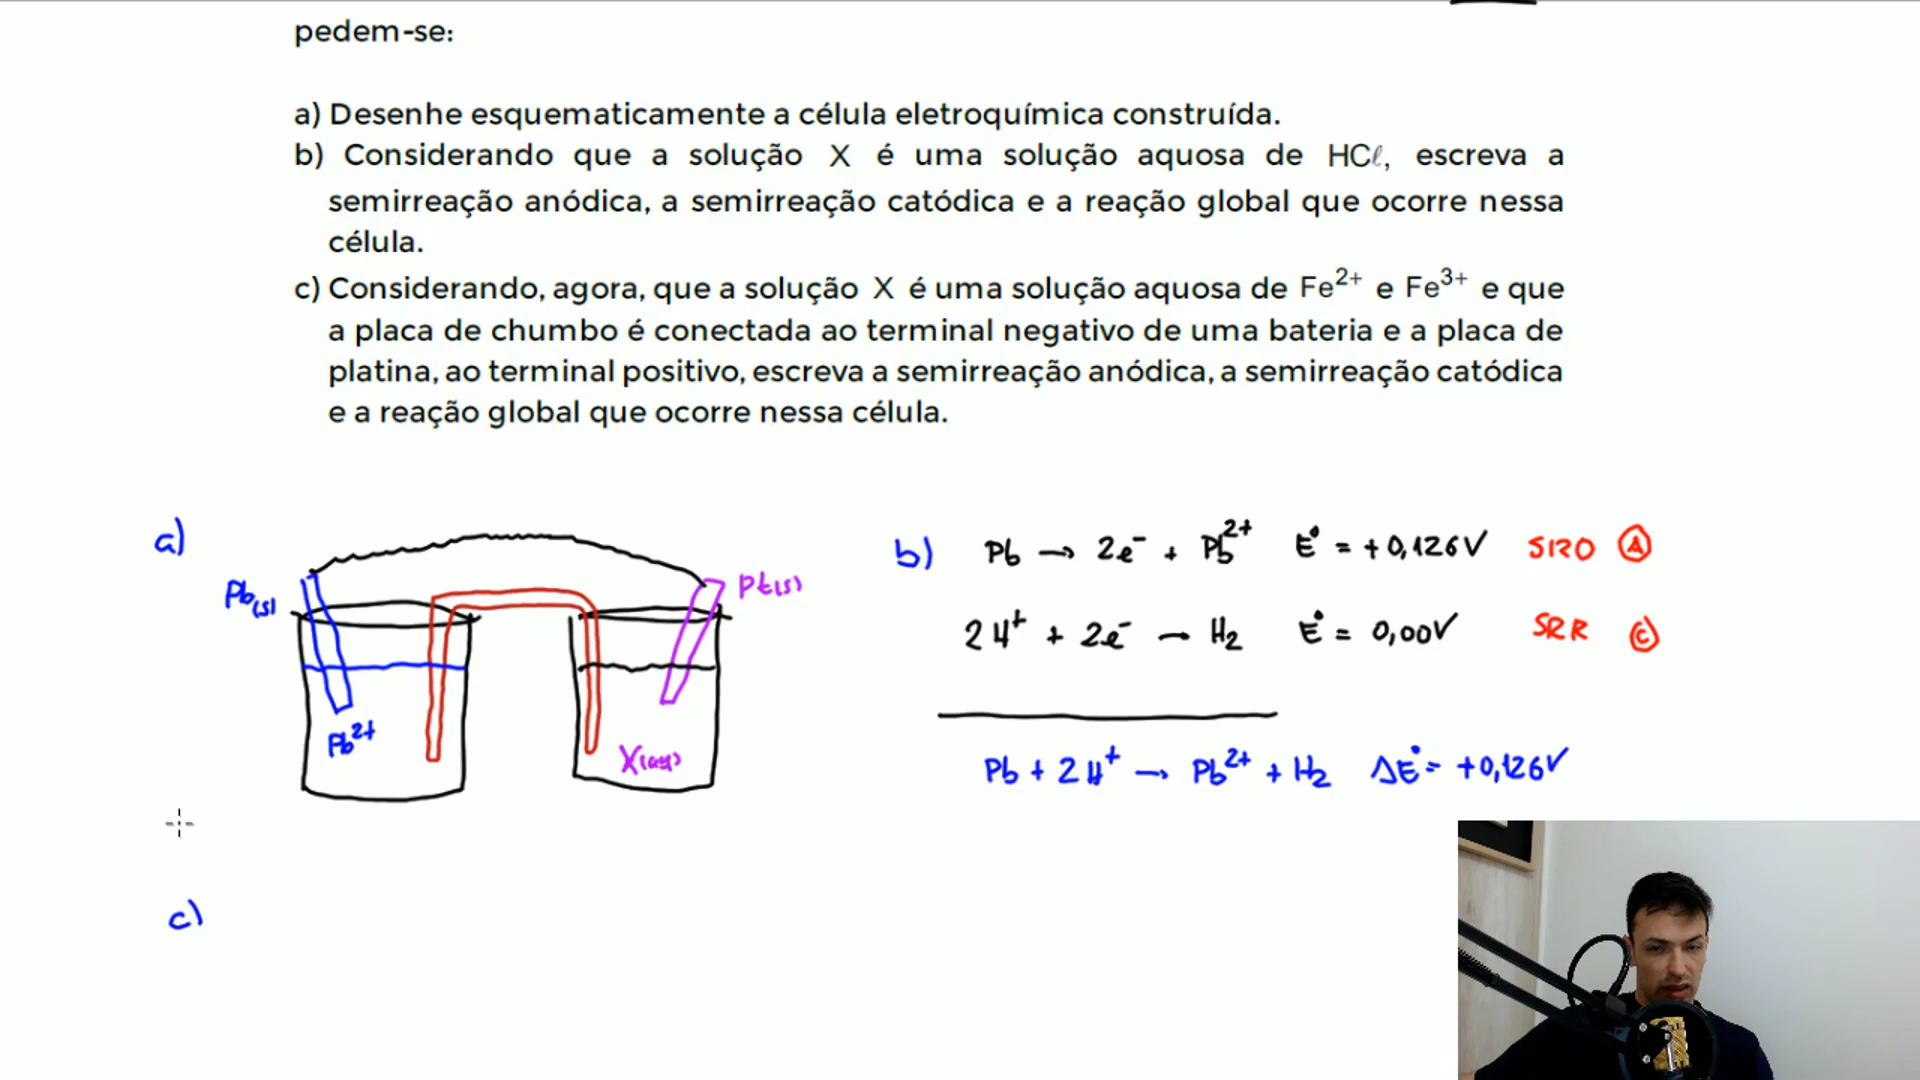 pedem-se:
a) Desenhe esquematicamente a célula eletroquímica construída.
b) Considerando que a solução X é uma solução aquosa de HCℓ, escreva a
semirreação anódica, a semirreação catódica e a reação global que ocorre nessa
célula.
c) Considerando, agora, que a solução X é uma solução aquosa de Fe²⁺ e Fe³⁺ e que
a placa de chumbo é conectada ao terminal negativo de uma bateria e a placa de
platina, ao terminal positivo, escreva a semirreação anódica, a semirreação catódica
e a reação global que ocorre nessa célula.
a)
Pb(s)
Pt(s)
Pb²⁺
X(aq)
b) Pb → 2e⁻ + Pb²⁺ E° = +0,126V SRO Ⓐ
2H⁺ + 2e⁻ → H₂ E° = 0,00V SRR Ⓒ
Pb + 2H⁺ → Pb²⁺ + H₂ ΔE° = +0,126V
c)